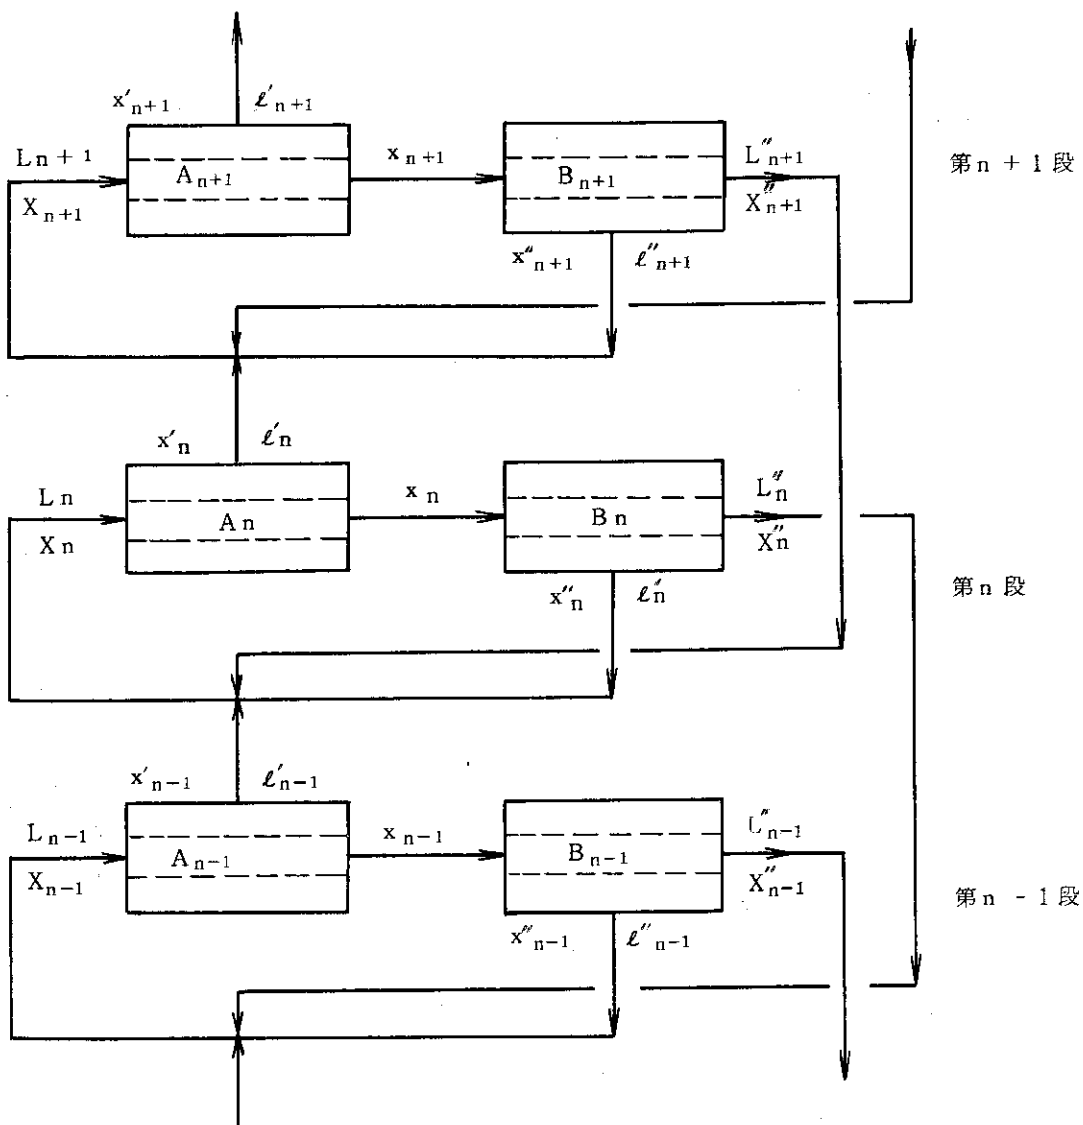 x′n+1 ℓ′n+1
Ln+1 An+1 xn+1 Bn+1 L″n+1 第n+1段
Xn+1 X″n+1
x″n+1 ℓ″n+1
x′n ℓ′n
Ln An xn Bn L″n
Xn X″n
x″n ℓ″n 第n段
x′n-1 ℓ′n-1
Ln-1 An-1 xn-1 Bn-1 L″n-1
Xn-1 X″n-1 第n-1段
x″n-1 ℓ″n-1